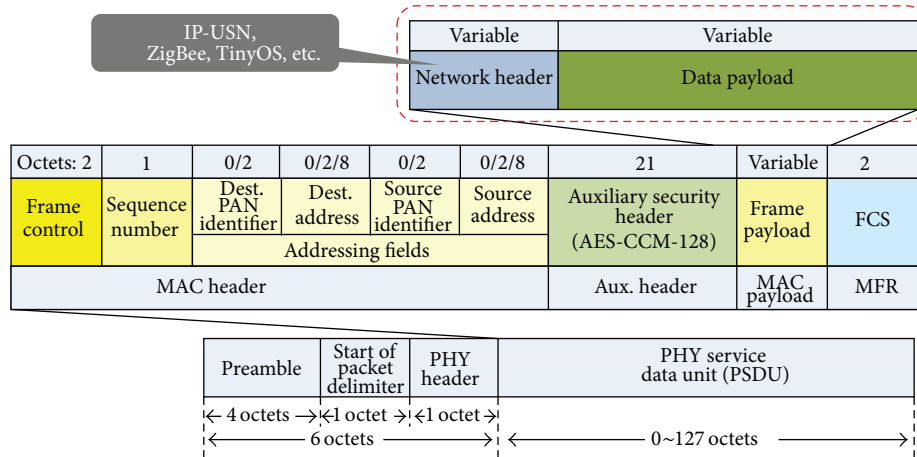 IP-USN,
ZigBee, TinyOS, etc.
Variable
Variable
Network header
Data payload
Octets: 2
1
0/2
0/2/8
0/2
0/2/8
21
Variable
2
Frame
control
Sequence
number
Dest.
PAN
identifier
Dest.
address
Source
PAN
identifier
Source
address
Addressing fields
Auxiliary security
header
(AES-CCM-128)
Frame
payload
FCS
MAC header
Aux. header
MAC
payload
MFR
Preamble
Start of
packet
delimiter
PHY
header
PHY service
data unit (PSDU)
4 octets
1 octet
1 octet
6 octets
0~127 octets